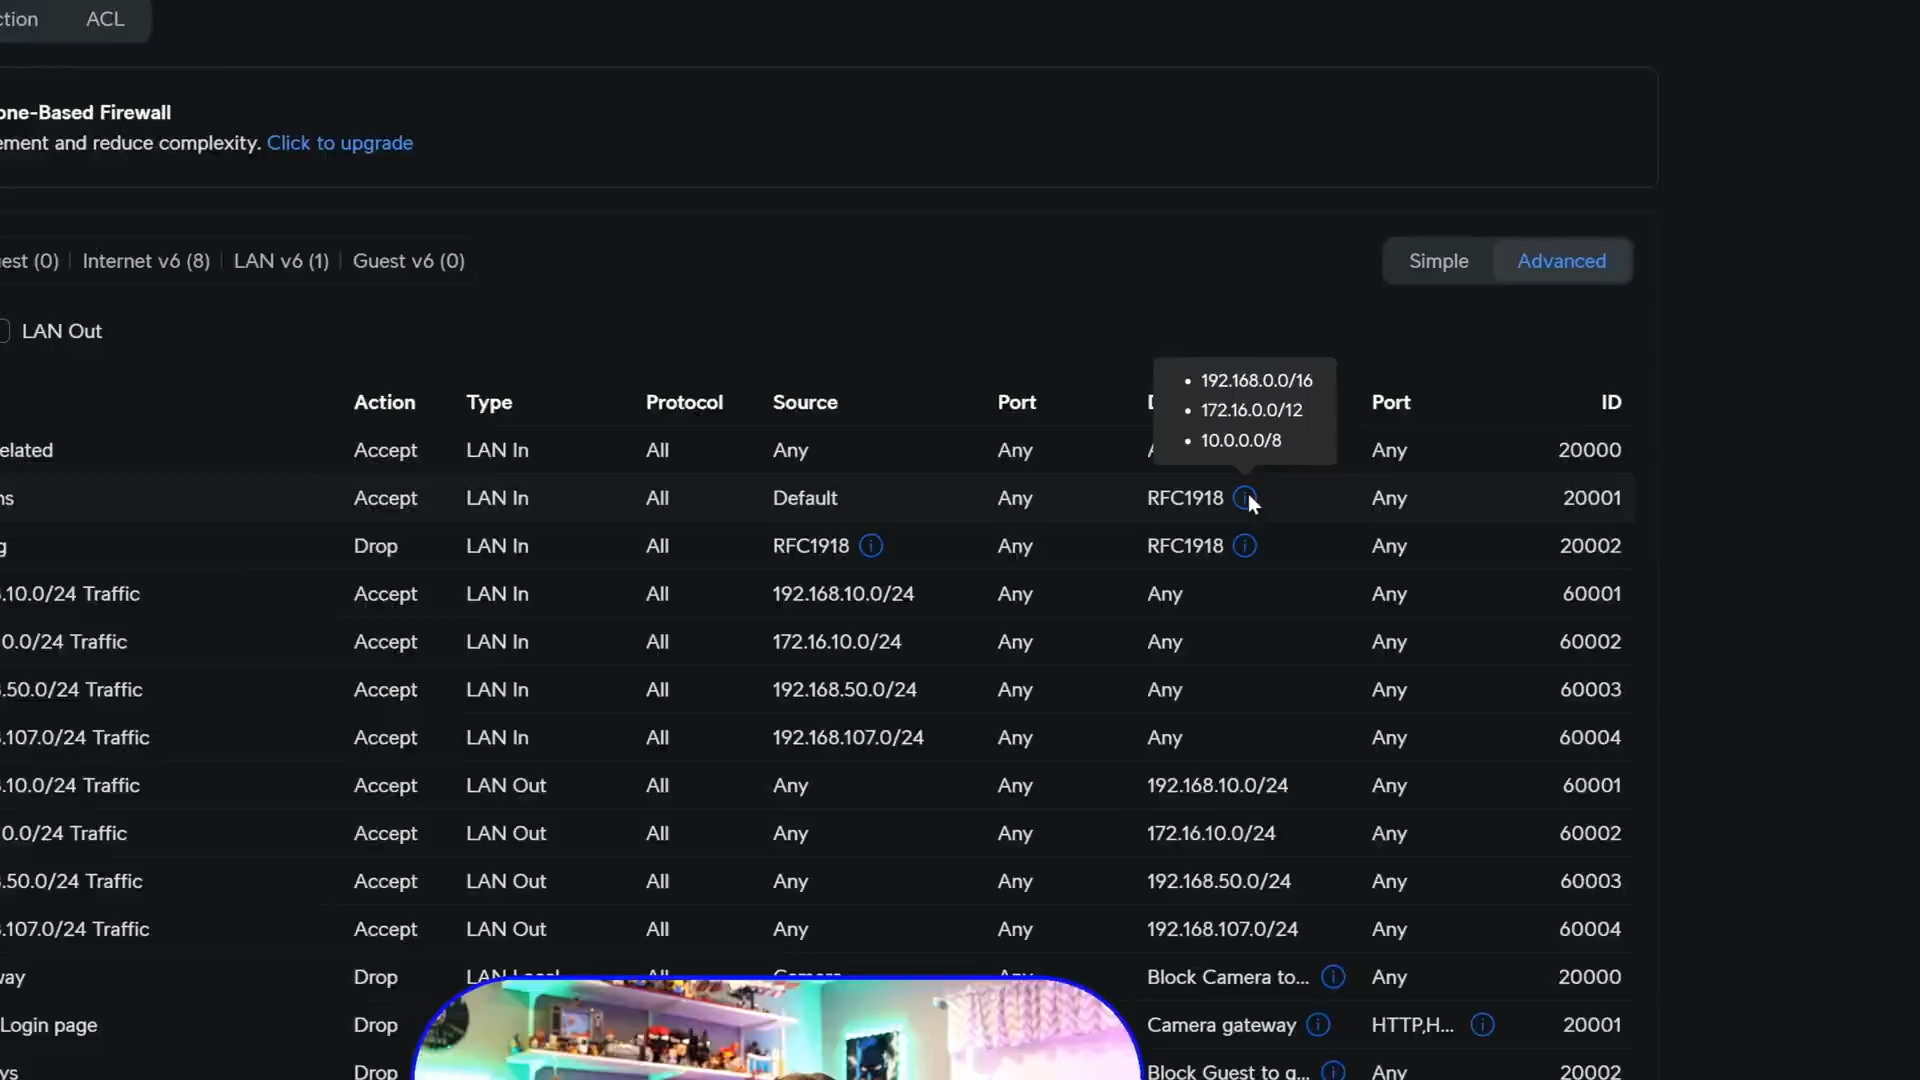 ction ACL
one-Based Firewall
ement and reduce complexity. Click to upgrade
est (0) Internet v6 (8) LAN v6 (1) Guest v6 (0) Simple Advanced
LAN Out
192.168.0.0/16
172.16.0.0/12
10.0.0.0/8
Action Type Protocol Source Port D Port ID
elated Accept LAN In All Any Any A Any 20000
ns Accept LAN In All Default Any RFC1918 Any 20001
g Drop LAN In All RFC1918 Any RFC1918 Any 20002
.10.0/24 Traffic Accept LAN In All 192.168.10.0/24 Any Any Any 60001
0.0/24 Traffic Accept LAN In All 172.16.10.0/24 Any Any Any 60002
.50.0/24 Traffic Accept LAN In All 192.168.50.0/24 Any Any Any 60003
.107.0/24 Traffic Accept LAN In All 192.168.107.0/24 Any Any Any 60004
.10.0/24 Traffic Accept LAN Out All Any Any 192.168.10.0/24 Any 60001
0.0/24 Traffic Accept LAN Out All Any Any 172.16.10.0/24 Any 60002
.50.0/24 Traffic Accept LAN Out All Any Any 192.168.50.0/24 Any 60003
.107.0/24 Traffic Accept LAN Out All Any Any 192.168.107.0/24 Any 60004
way Drop LAN Local All Camera Any Block Camera to... Any 20000
Login page Drop Camera gateway HTTP,H... 20001
ys Drop Block Guest to g... Any 20002